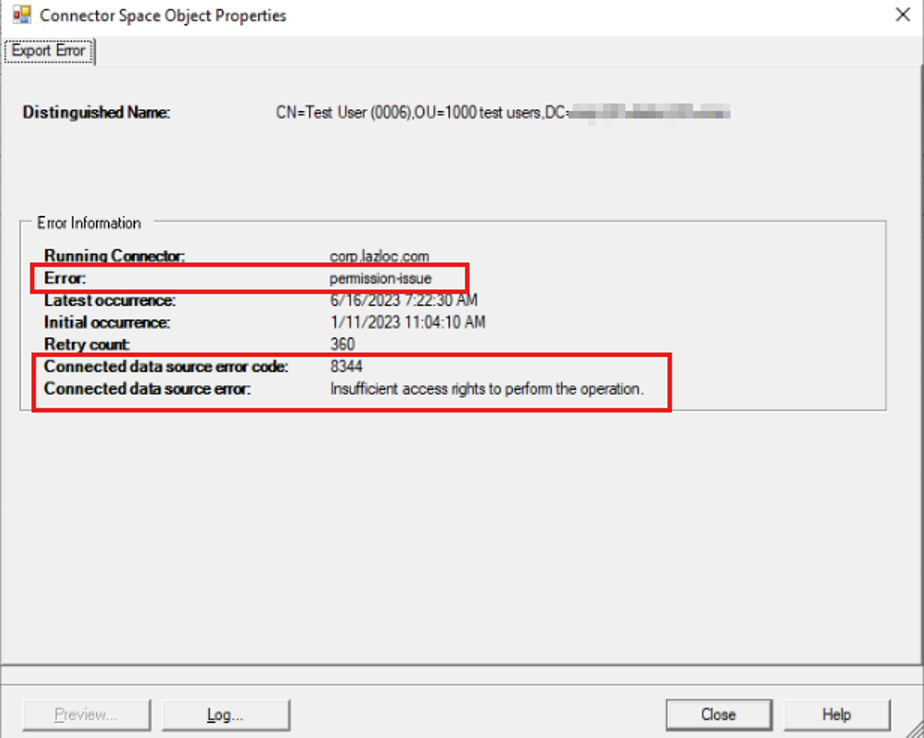 Connector Space Object Properties
Export Error
Distinguished Name: CN=Test User (0006),OU=1000 test users,DC=
Error Information
Running Connector: corp.lazloc.com
Error: permission-issue
Latest occurrence: 6/16/2023 7:22:30 AM
Initial occurrence: 1/11/2023 11:04:10 AM
Retry count: 360
Connected data source error code: 8344
Connected data source error: Insufficient access rights to perform the operation.
Preview... Log... Close Help